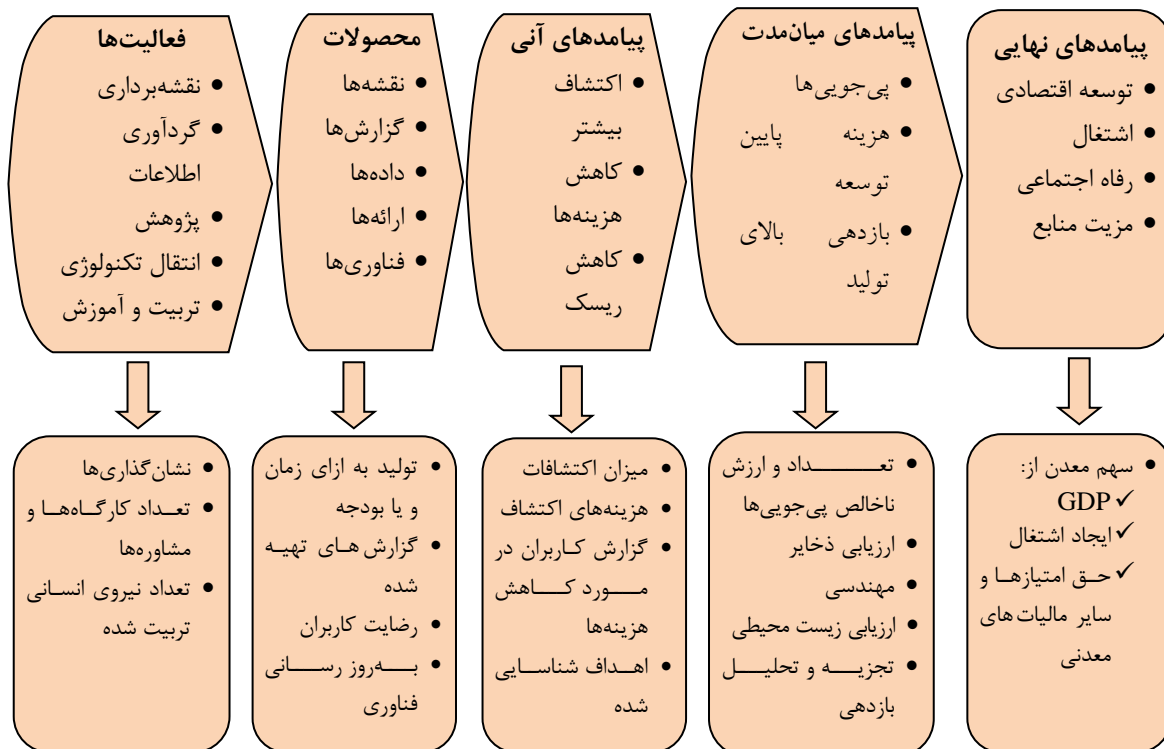 فعالیت‌ها
• نقشه‌برداری
• گردآوری
اطلاعات
• پژوهش
• انتقال تکنولوژی
• تربیت و آموزش
محصولات
• نقشه‌ها
• گزارش‌ها
• داده‌ها
• ارائه‌ها
• فناوری‌ها
پیامدهای آنی
• اکتشاف
بیشتر
• کاهش
هزینه‌ها
• کاهش
ریسک
پیامدهای میان‌مدت
• پی‌جویی‌ها
• هزینه پایین
توسعه
• بازدهی بالای
تولید
پیامدهای نهایی
• توسعه اقتصادی
• اشتغال
• رفاه اجتماعی
• مزیت منابع
• نشان‌گذاری‌ها
• تعداد کارگاه‌ها و
مشاوره‌ها
• تعداد نیروی انسانی
تربیت شده
• تولید به ازای زمان
و یا بودجه
• گزارش‌های تهیه
شده
• رضایت کاربران
• به‌روز رسانی
فناوری
• میزان اکتشافات
• هزینه‌های اکتشاف
• گزارش کاربران در
مورد کاهش
هزینه‌ها
• اهداف شناسایی
شده
• تعداد و ارزش
ناخالص پی‌جویی‌ها
• ارزیابی ذخایر
• مهندسی
• ارزیابی زیست محیطی
• تجزیه و تحلیل
بازدهی
• سهم معدن از:
✓ GDP
✓ ایجاد اشتغال
✓ حق امتیازها و
سایر مالیات‌های
معدنی